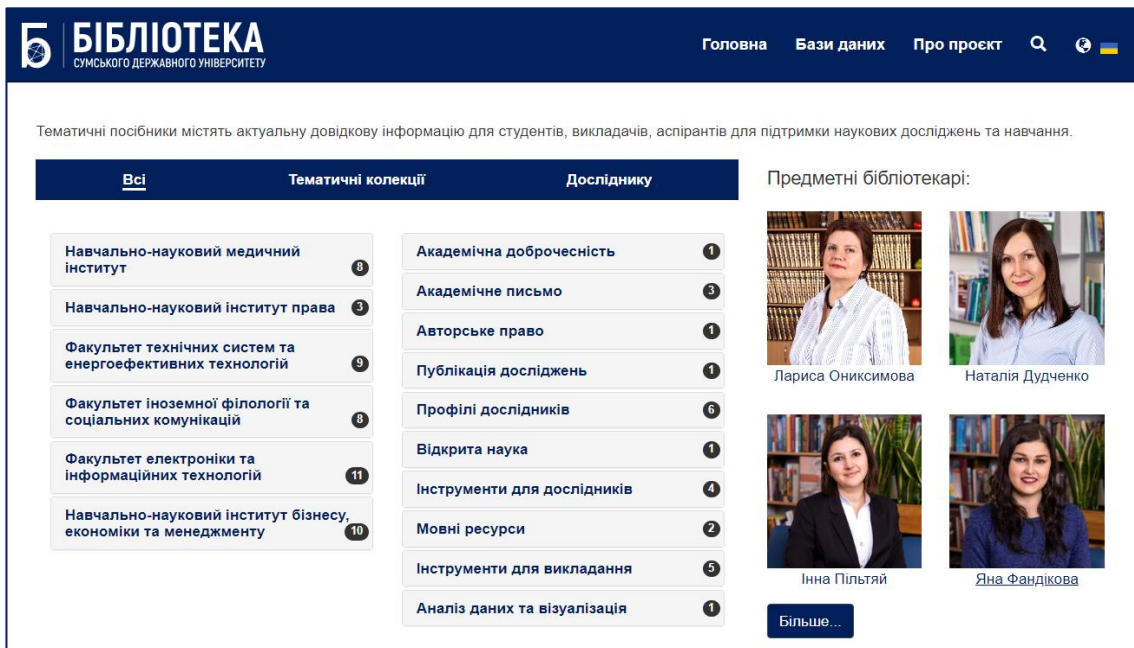 Б БІБЛІОТЕКА
СУМСЬКОГО ДЕРЖАВНОГО УНІВЕРСИТЕТУ
Головна Бази даних Про проєкт
Тематичні посібники містять актуальну довідкову інформацію для студентів, викладачів, аспірантів для підтримки наукових досліджень та навчання.
Всі Тематичні колекції Досліднику
Навчально-науковий медичний
інститут 8
Навчально-науковий інститут права 3
Факультет технічних систем та
енергоефективних технологій 9
Факультет іноземної філології та
соціальних комунікацій 8
Факультет електроніки та
інформаційних технологій 11
Навчально-науковий інститут бізнесу,
економіки та менеджменту 10
Академічна доброчесність 1
Академічне письмо 3
Авторське право 1
Публікація досліджень 1
Профілі дослідників 6
Відкрита наука 1
Інструменти для дослідників 4
Мовні ресурси 2
Інструменти для викладання 5
Аналіз даних та візуалізація 1
Предметні бібліотекарі:
Лариса Ониксимова Наталія Дудченко
Інна Пільтяй Яна Фандікова
Більше...